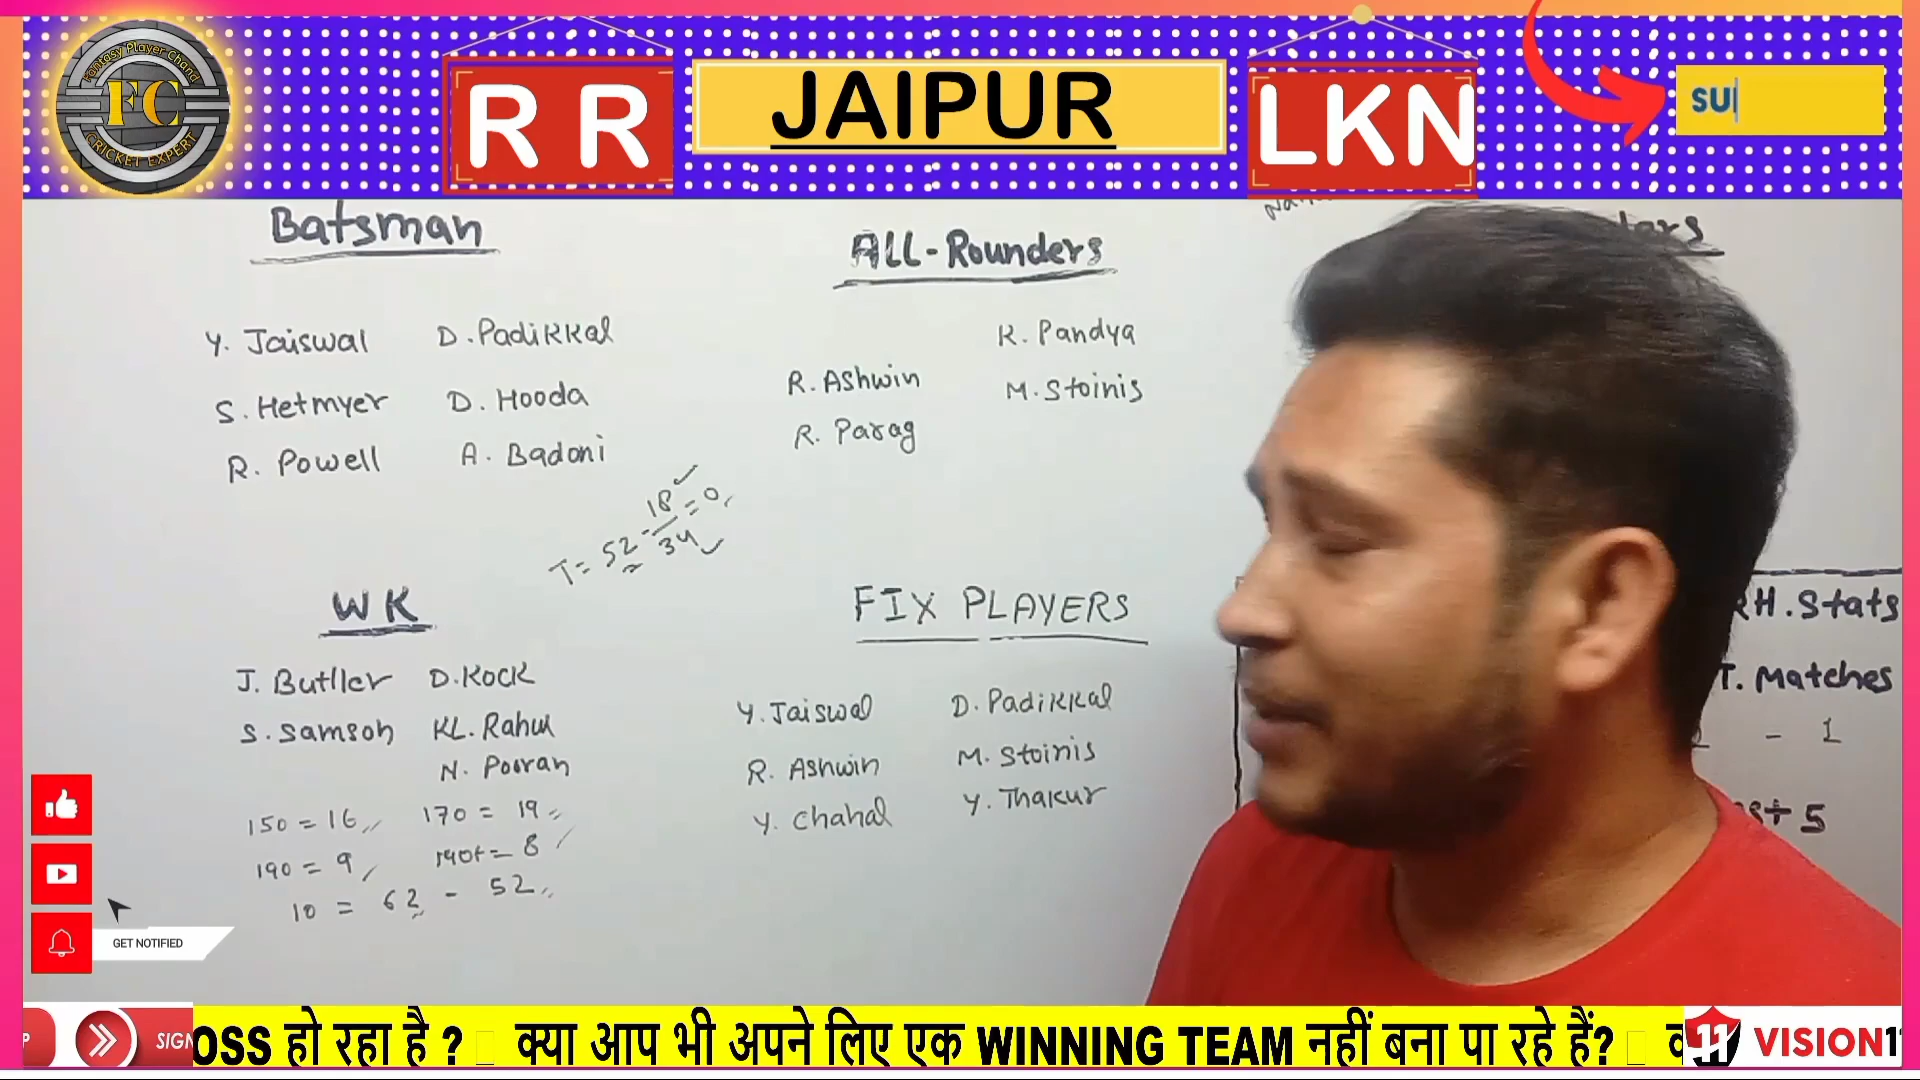 Fantasy Player Chand
FC
CRICKET EXPERT
R R
JAIPUR
LKN
SU
Batsman
Y. Jaiswal D. Padikkal
S. Hetmyer D. Hooda
R. Powell A. Badoni
ALL-Rounders
K. Pandya
R. Ashwin M. Stoinis
R. Parag
T = 52 - 18/34 = 0
WK
J. Butller D. Kock
S. Samson KL. Rahul
N. Pooran
150 = 16 170 = 19
190 = 9 190+ = 8
10 = 62 - 52
FIX PLAYERS
Y. Jaiswal D. Padikkal
R. Ashwin M. Stoinis
Y. Chahal Y. Thakur
H. Stats
T. Matches
- 1
st 5
GET NOTIFIED
SIGN
OSS हो रहा है ? क्या आप भी अपने लिए एक WINNING TEAM नहीं बना पा रहे हैं?
11 VISION11